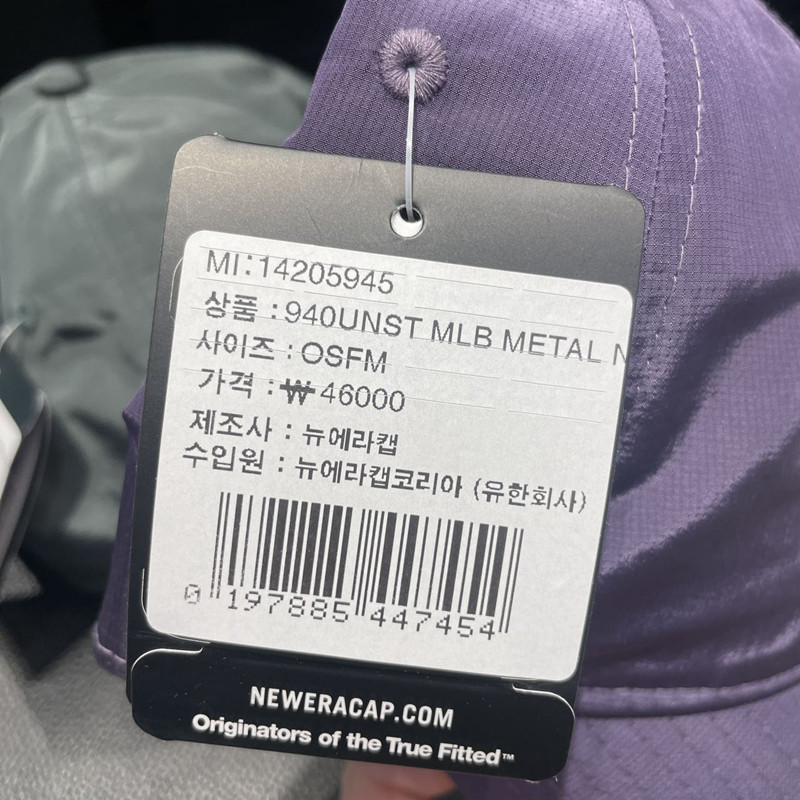 MI:14205945
상품 :940UNST MLB METAL N
사이즈 : OSFM
가격 :₩46000
제조사 : 뉴에라캡
수입원 : 뉴에라캡코리아 (유한회사)
0 197885 447454
NEWERACAP.COM
Originators of the True Fitted™